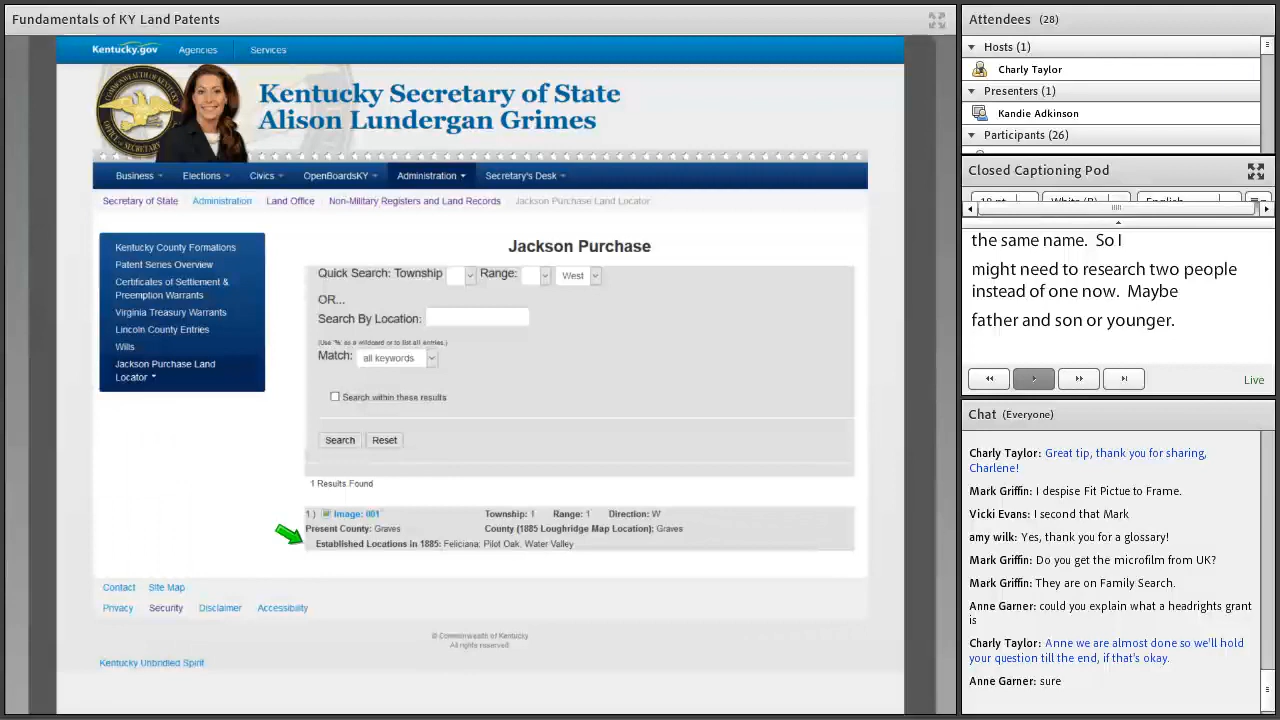 Fundamentals of KY Land Patents
Kentucky.gov Agencies Services
Kentucky Secretary of State
Alison Lundergan Grimes
Business Elections Civics OpenBoardsKY Administration Secretary's Desk
Secretary of State Administration Land Office Non-Military Registers and Land Records Jackson Purchase Land Locator
Kentucky County Formations
Patent Series Overview
Certificates of Settlement &
Preemption Warrants
Virginia Treasury Warrants
Lincoln County Entries
Wills
Jackson Purchase Land
Locator
Jackson Purchase
Quick Search: Township Range: West
OR...
Search By Location:
(Use '%' as a wildcard or to list all entries.)
Match: all keywords
Search within these results
Search Reset
1 Results Found
1.) Image: 001 Township: 1 Range: 1 Direction: W
Present County: Graves County (1885 Loughridge Map Location): Graves
Established Locations in 1885: Feliciana; Pilot Oak, Water Valley
Contact Site Map
Privacy Security Disclaimer Accessibility
© Commonwealth of Kentucky
All rights reserved.
Kentucky Unbridled Spirit
Attendees (28)
Hosts (1)
Charly Taylor
Presenters (1)
Kandie Adkinson
Participants (26)
Closed Captioning Pod
the same name. So I
might need to research two people
instead of one now. Maybe
father and son or younger.
Live
Chat (Everyone)
Charly Taylor: Great tip, thank you for sharing,
Charlene!
Mark Griffin: I despise Fit Pictue to Frame.
Vicki Evans: I second that Mark
amy wilk: Yes, thank you for a glossary!
Mark Griffin: Do you get the microfilm from UK?
Mark Griffin: They are on Family Search.
Anne Garner: could you explain what a headrights grant
is
Charly Taylor: Anne we are almost done so we'll hold
your question till the end, if that's okay.
Anne Garner: sure